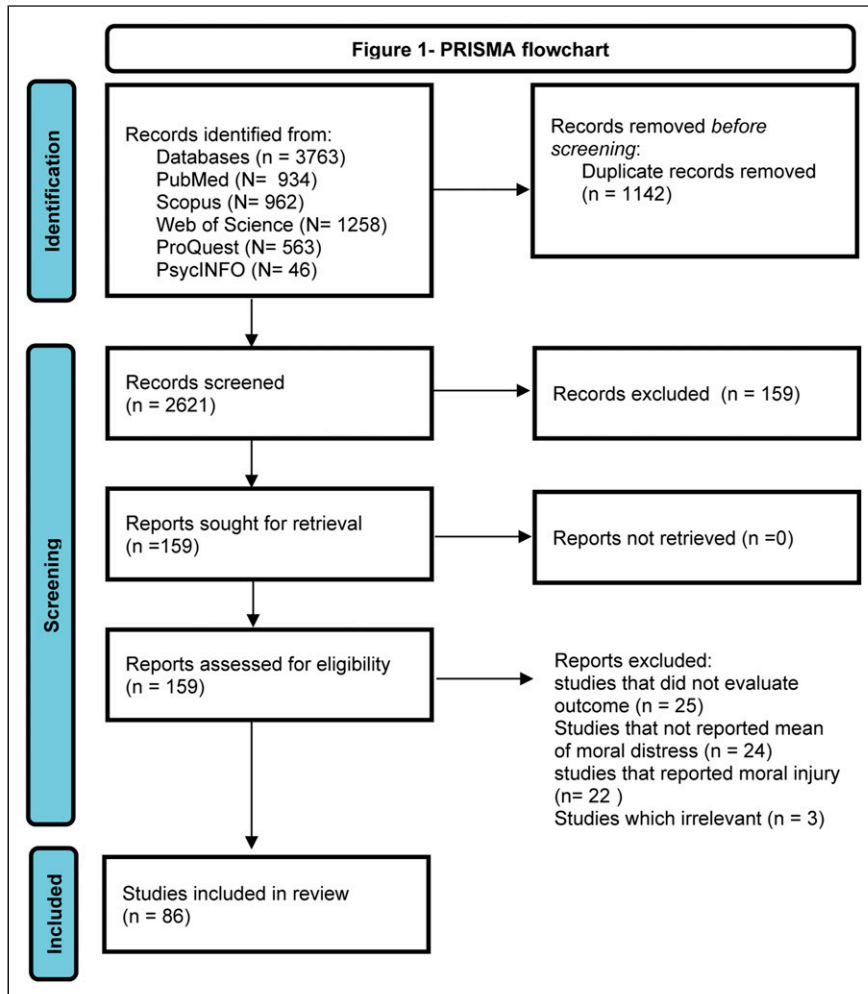 Figure 1- PRISMA flowchart
Identification
Records identified from:
Databases (n = 3763)
PubMed (N=  934)
Scopus (N= 962)
Web of Science (N= 1258)
ProQuest (N= 563)
PsycINFO (N= 46)
Records removed before
screening:
Duplicate records removed
(n = 1142)
Screening
Records screened
(n = 2621)
Records excluded  (n = 159)
Reports sought for retrieval
(n =159)
Reports not retrieved (n =0)
Reports assessed for eligibility
(n = 159)
Reports excluded:
studies that did not evaluate
outcome (n = 25)
Studies that not reported mean
of moral distress (n = 24)
studies that reported moral injury
(n= 22 )
Studies which irrelevant (n = 3)
Included
Studies included in review
(n = 86)